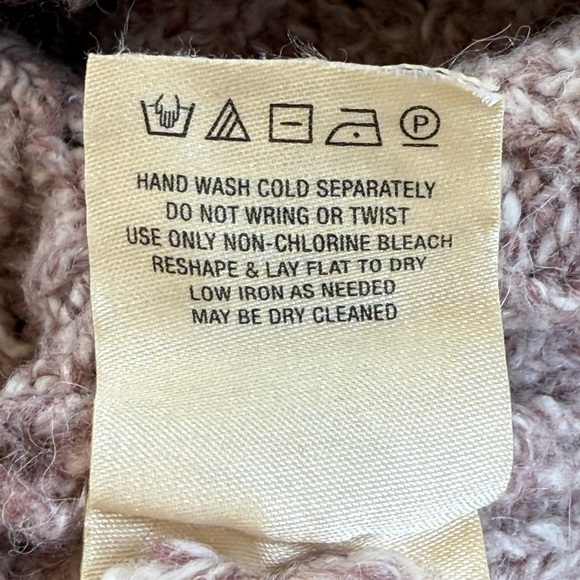 P
HAND WASH COLD SEPARATELY
DO NOT WRING OR TWIST
USE ONLY NON-CHLORINE BLEACH
RESHAPE & LAY FLAT TO DRY
LOW IRON AS NEEDED
MAY BE DRY CLEANED